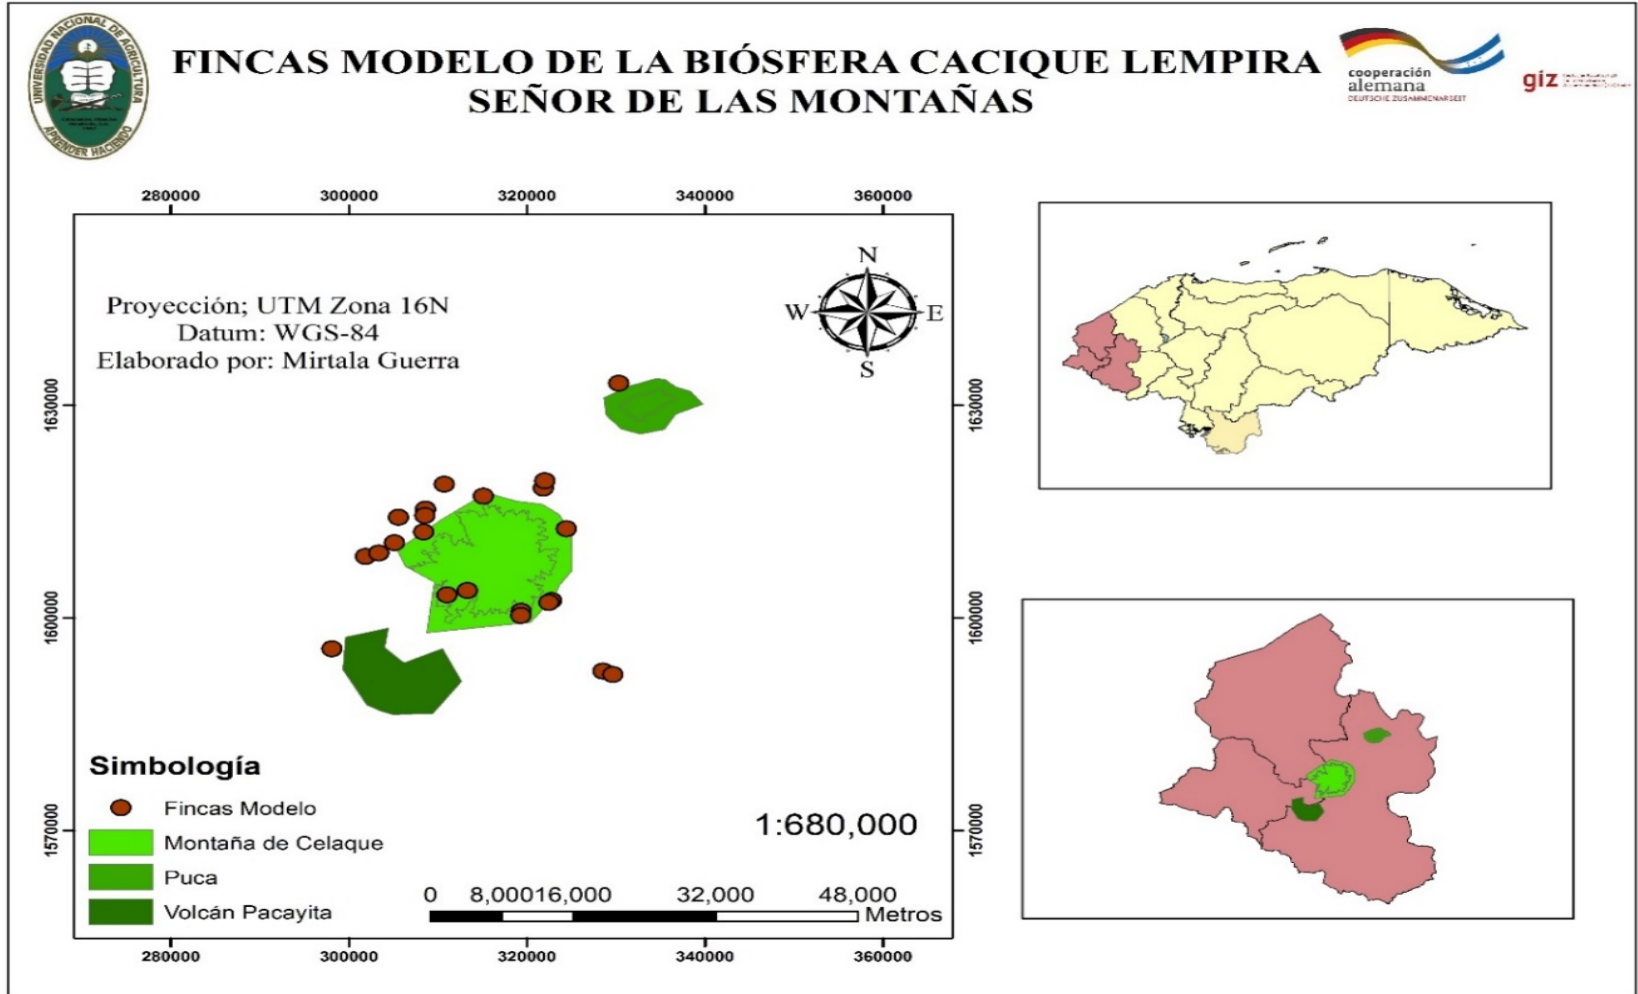 UNIVERSIDAD NACIONAL DE AGRICULTURA
APRENDER HACIENDO
FINCAS MODELO DE LA BIÓSFERA CACIQUE LEMPIRA
SEÑOR DE LAS MONTAÑAS
cooperación
alemana
DEUTSCHE ZUSAMMENARBEIT
giz
280000 300000 320000 340000 360000
Proyección; UTM Zona 16N
Datum: WGS-84
Elaborado por: Mirtala Guerra
N
W E
S
1630000 1630000
1600000 1600000
1570000 1570000
Simbología
Fincas Modelo
Montaña de Celaque
Puca
Volcán Pacayita
1:680,000
0 8,00016,000 32,000 48,000
Metros
280000 300000 320000 340000 360000